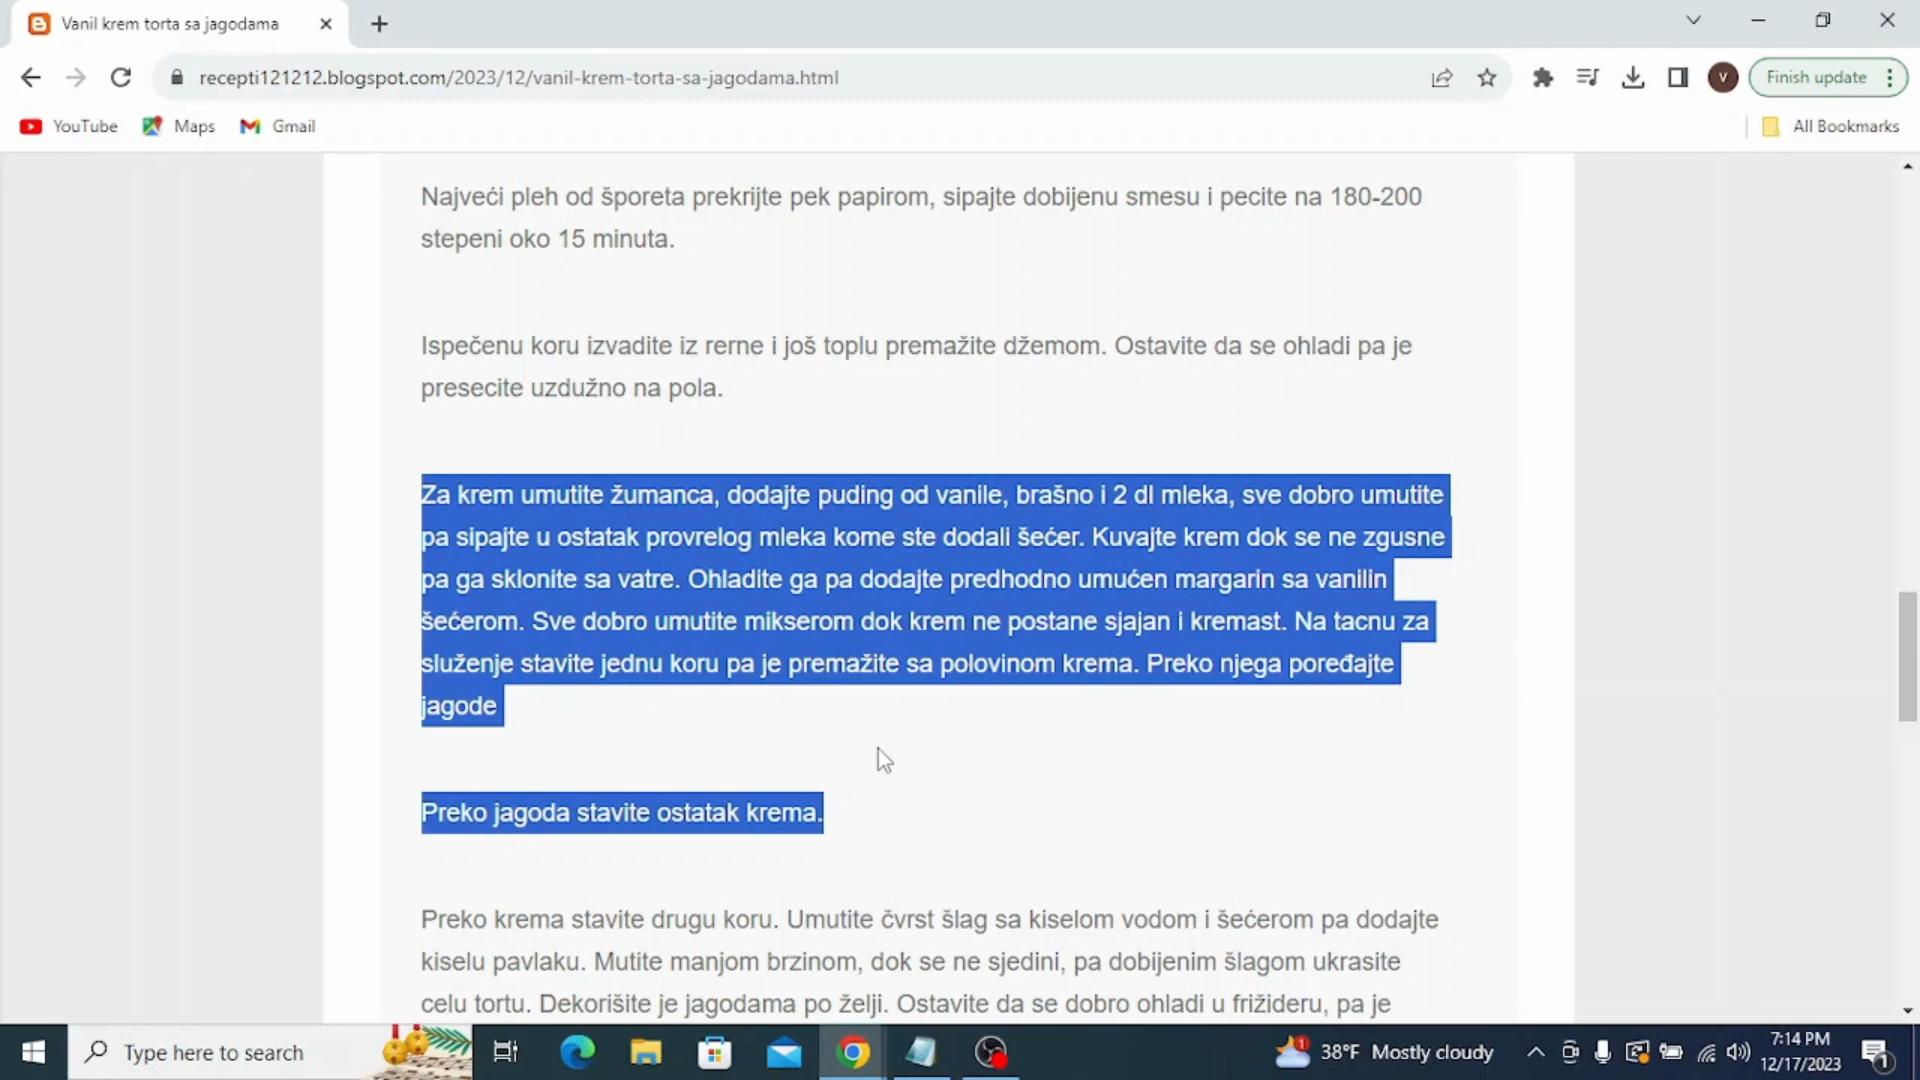 Vanil krem torta sa jagodama
recepti121212.blogspot.com/2023/12/vanil-krem-torta-sa-jagodama.html
V
Finish update
YouTube
Maps
Gmail
All Bookmarks
Najveći pleh od šporeta prekrijte pek papirom, sipajte dobijenu smesu i pecite na 180-200
stepeni oko 15 minuta.
Ispečenu koru izvadite iz rerne i još toplu premažite džemom. Ostavite da se ohladi pa je
presecite uzdužno na pola.
Za krem umutite žumanca, dodajte puding od vanile, brašno i 2 dl mleka, sve dobro umutite
pa sipajte u ostatak provrelog mleka kome ste dodali šećer. Kuvajte krem dok se ne zgusne
pa ga sklonite sa vatre. Ohladite ga pa dodajte predhodno umućen margarin sa vanilin
šećerom. Sve dobro umutite mikserom dok krem ne postane sjajan i kremast. Na tacnu za
služenje stavite jednu koru pa je premažite sa polovinom krema. Preko njega poređajte
jagode
Preko jagoda stavite ostatak krema.
Preko krema stavite drugu koru. Umutite čvrst šlag sa kiselom vodom i šećerom pa dodajte
kiselu pavlaku. Mutite manjom brzinom, dok se ne sjedini, pa dobijenim šlagom ukrasite
celu tortu. Dekorišite je jagodama po želji. Ostavite da se dobro ohladi u frižideru, pa je
Type here to search
1
38°F Mostly cloudy
7:14 PM
12/17/2023
1